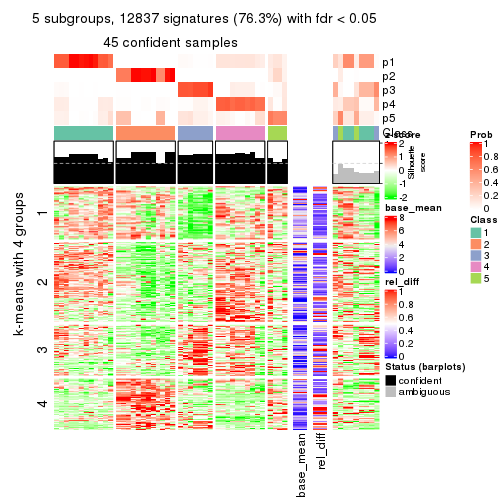 5 subgroups, 12837 signatures (76.3%) with fdr < 0.05
45 confident samples
p1
p2
p3
p4
p5
Class
k-means with 4 groups
1
2
3
4
base_mean
rel_diff
z-score
2
1
0
-1
-2
Silhouette
score
base_mean
8
6
4
2
0
rel_diff
1
0.8
0.6
0.4
0.2
0
Status (barplots)
confident
ambiguous
Prob
1
0.8
0.6
0.4
0.2
0
Class
1
2
3
4
5